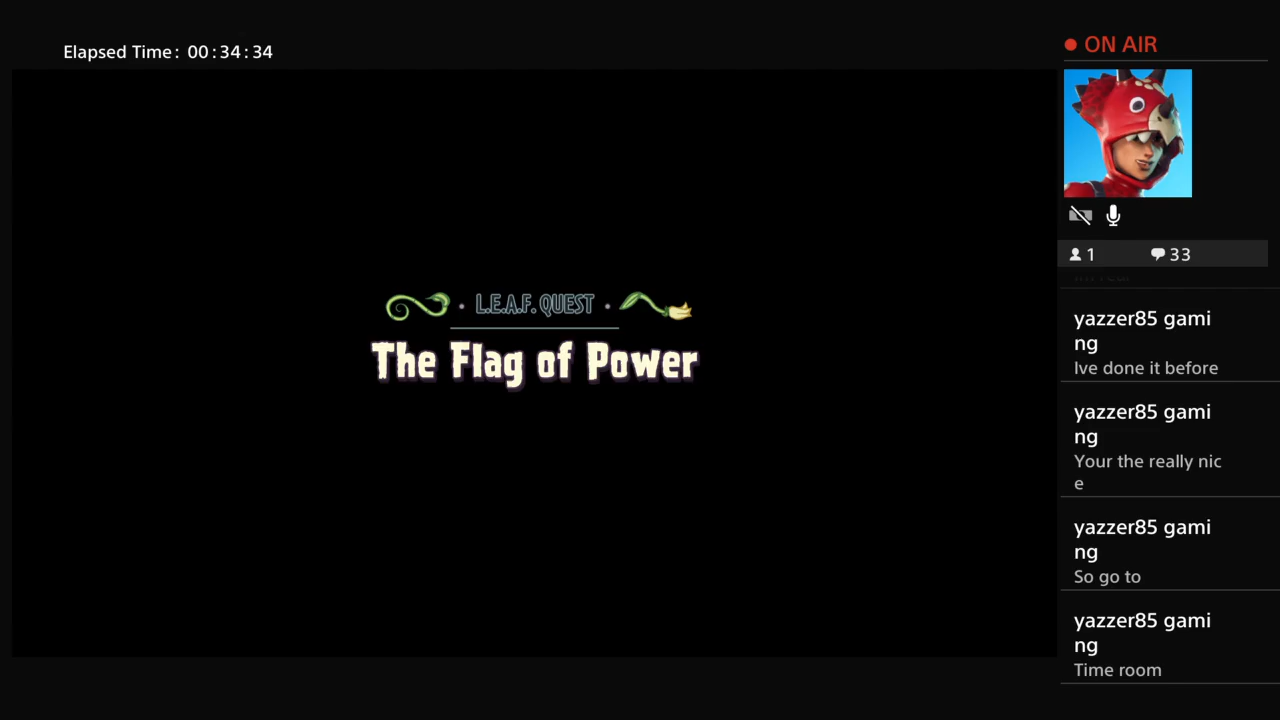 Elapsed Time: 00:34:34
ON AIR
1
33
yazzer85 gami
ng
Ive done it before
yazzer85 gami
ng
Your the really nic
e
yazzer85 gami
ng
So go to
yazzer85 gami
ng
Time room
L.E.A.F. QUEST
The Flag of Power